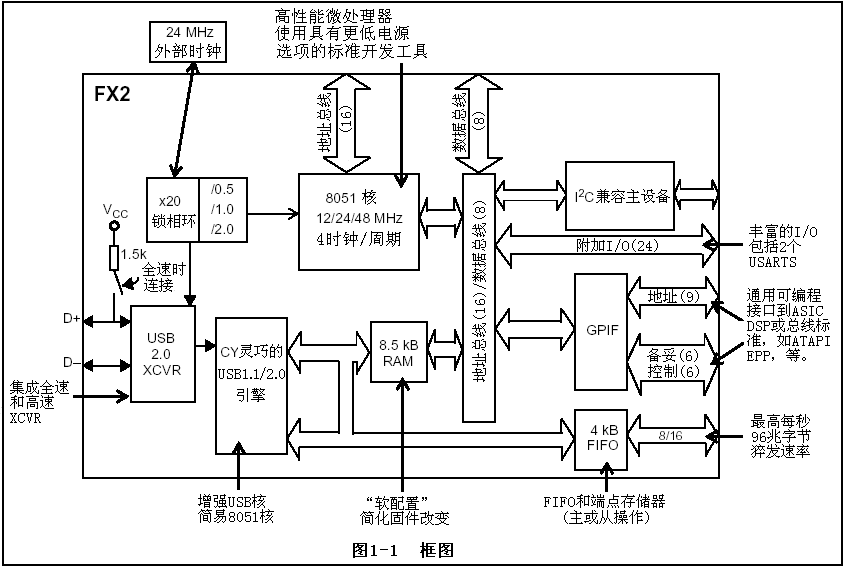 24 MHz
外部时钟
高性能微处理器
使用具有更低电源
选项的标准开发工具
FX2
地址总线
(16)
数据总线
(8)
x20
锁相环
/0.5
/1.0
/2.0
8051 核
12/24/48 MHz
4时钟/周期
I²C兼容主设备
VCC
1.5k
全速时
连接
附加I/O(24)
丰富的I/O
包括2个
USARTS
地址总线(16)/数据总线(8)
D+
D–
USB
2.0
XCVR
CY灵巧的
USB1.1/2.0
引擎
8.5 kB
RAM
GPIF
地址(9)
备妥(6)
控制(6)
通用可编程
接口到ASIC
DSP或总线标
准，如ATAPI
EPP，等。
集成全速
和高速
XCVR
4 kB
FIFO
8/16
最高每秒
96兆字节
猝发速率
增强USB核
简易8051核
“软配置”
简化固件改变
FIFO和端点存储器
(主或从操作)
图1-1 框图